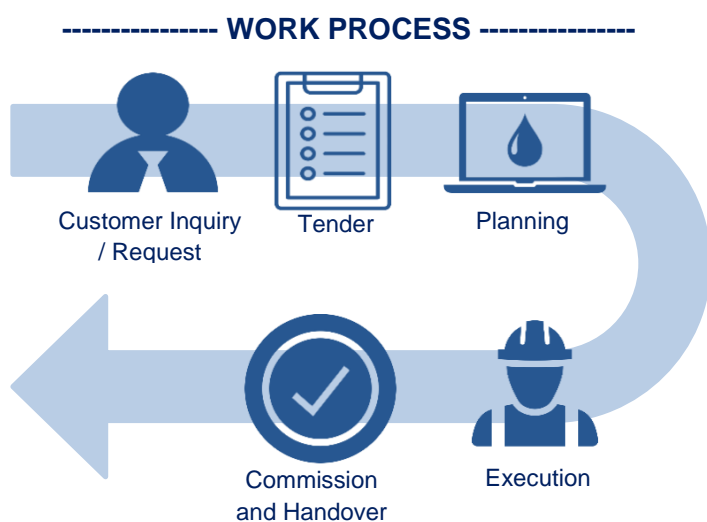 ---------------- WORK PROCESS ----------------
Customer Inquiry
/ Request
Tender
Planning
Execution
Commission
and Handover